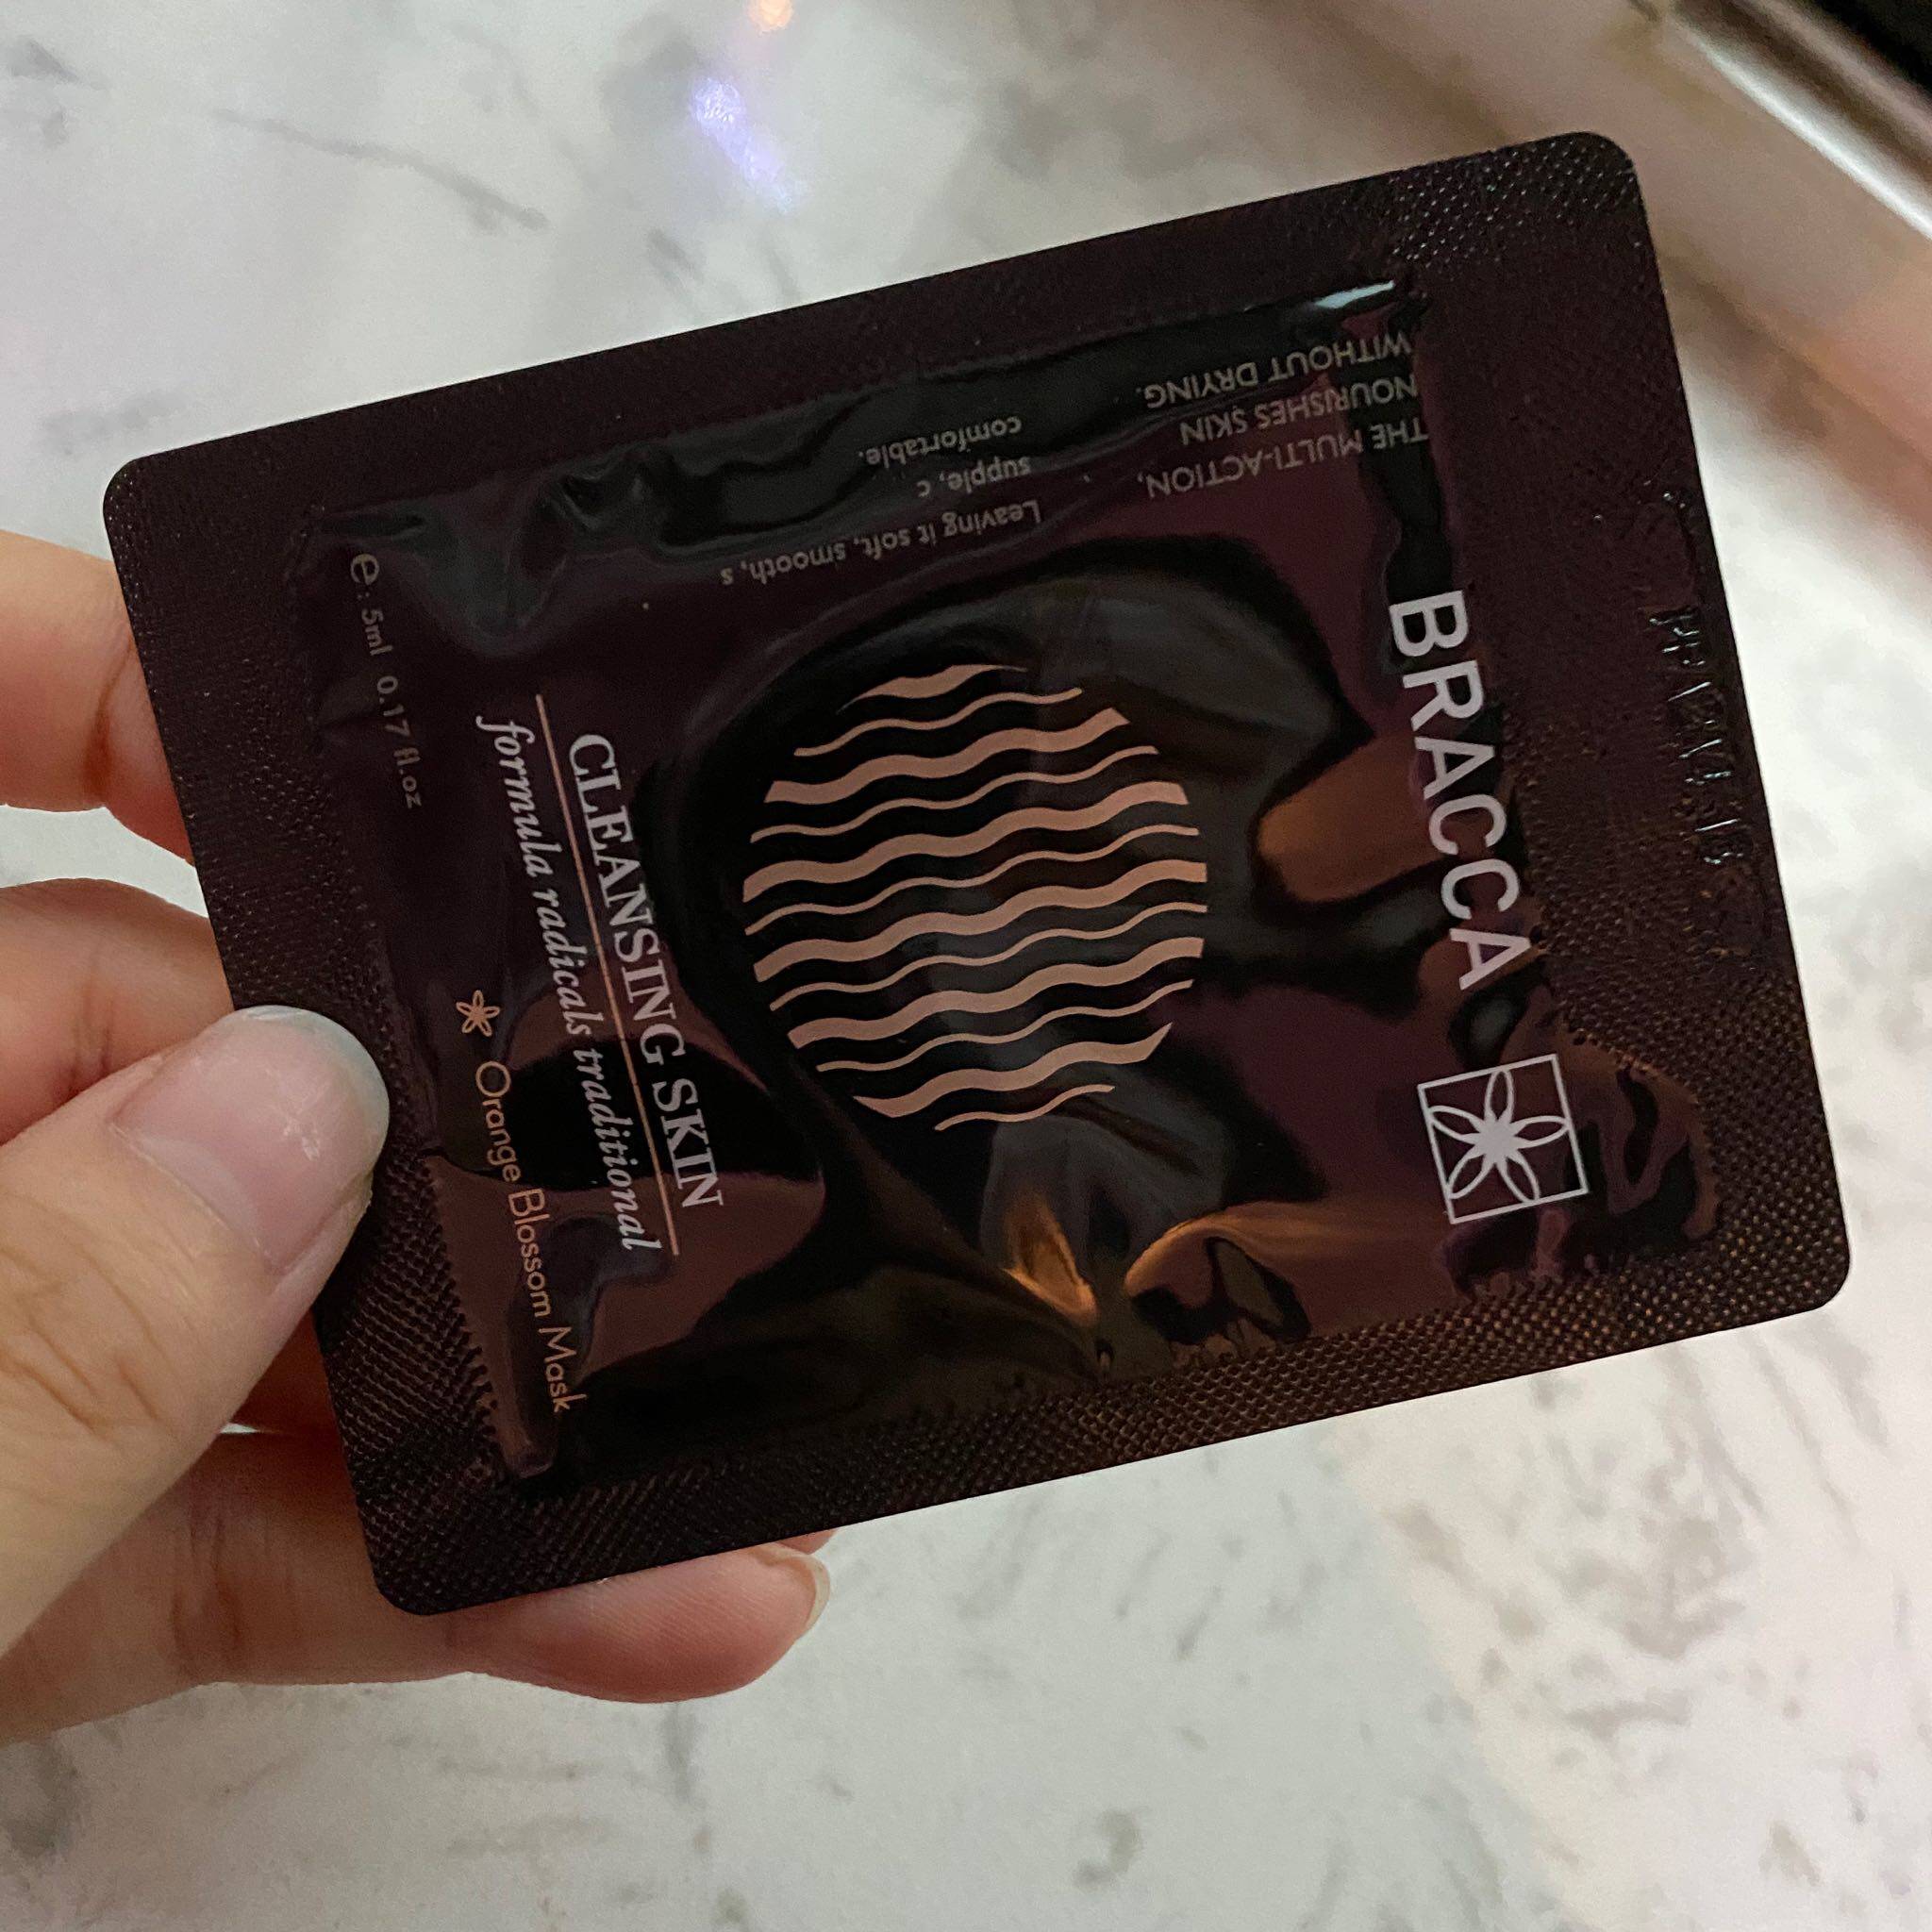 BRACCA
CLEANSING SKIN
formula radicals traditional
Orange Blossom Mask
e: 5ml 0.17 fl.oz
THE MULTI-ACTION,
NOURISHES SKIN
WITHOUT DRYING.
Leaving it soft, smooth, s
supple, c
comfortable.